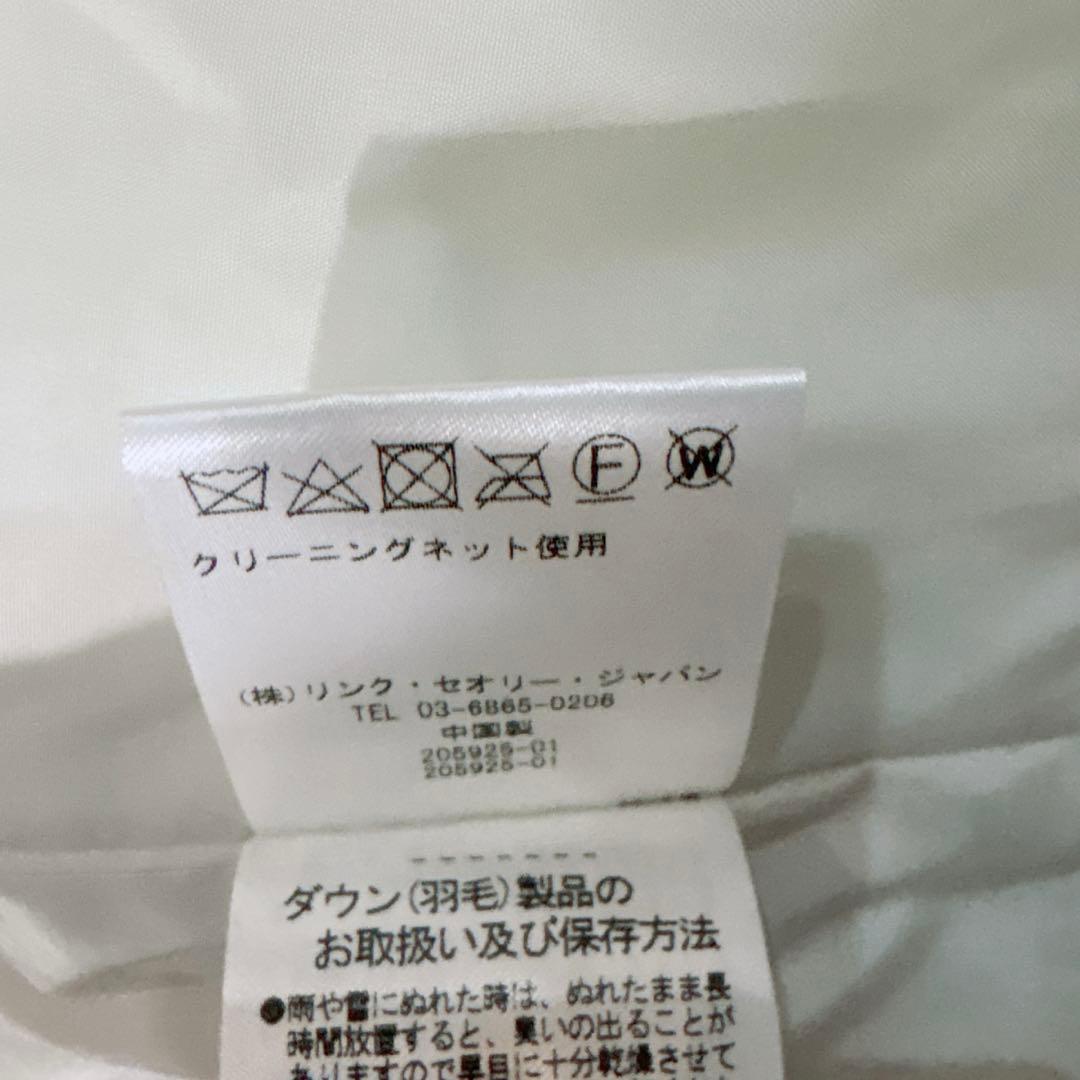 F W
クリーニングネット使用
(株)リンク・セオリー・ジャパン
TEL 03-6865-0206
中国製
205925-01
205925-01
ダウン(羽毛)製品の
お取扱い及び保存方法
●雨や雪にぬれた時は、ぬれたまま長
時間放置すると、臭いの出ることが
ありますので早目に十分乾燥させて